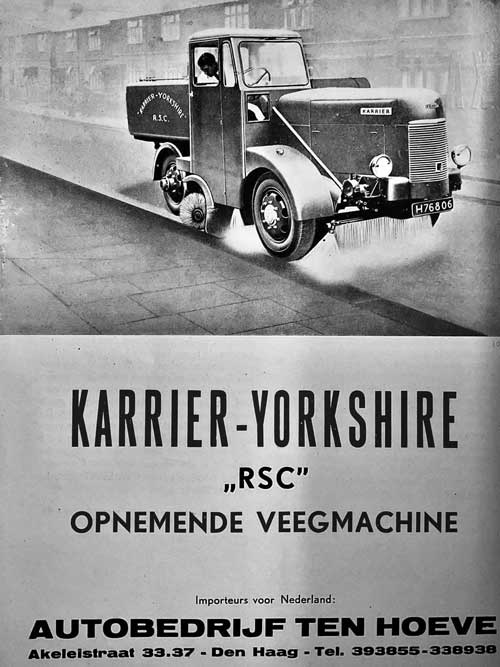 "KARRIER-YORKSHIRE"
R.S.C.
KARRIER
H76806
KARRIER-YORKSHIRE
„RSC”
OPNEMENDE VEEGMACHINE
Importeurs voor Nederland:
AUTOBEDRIJF TEN HOEVE
Akeleistraat 33.37 - Den Haag - Tel. 393855-338938